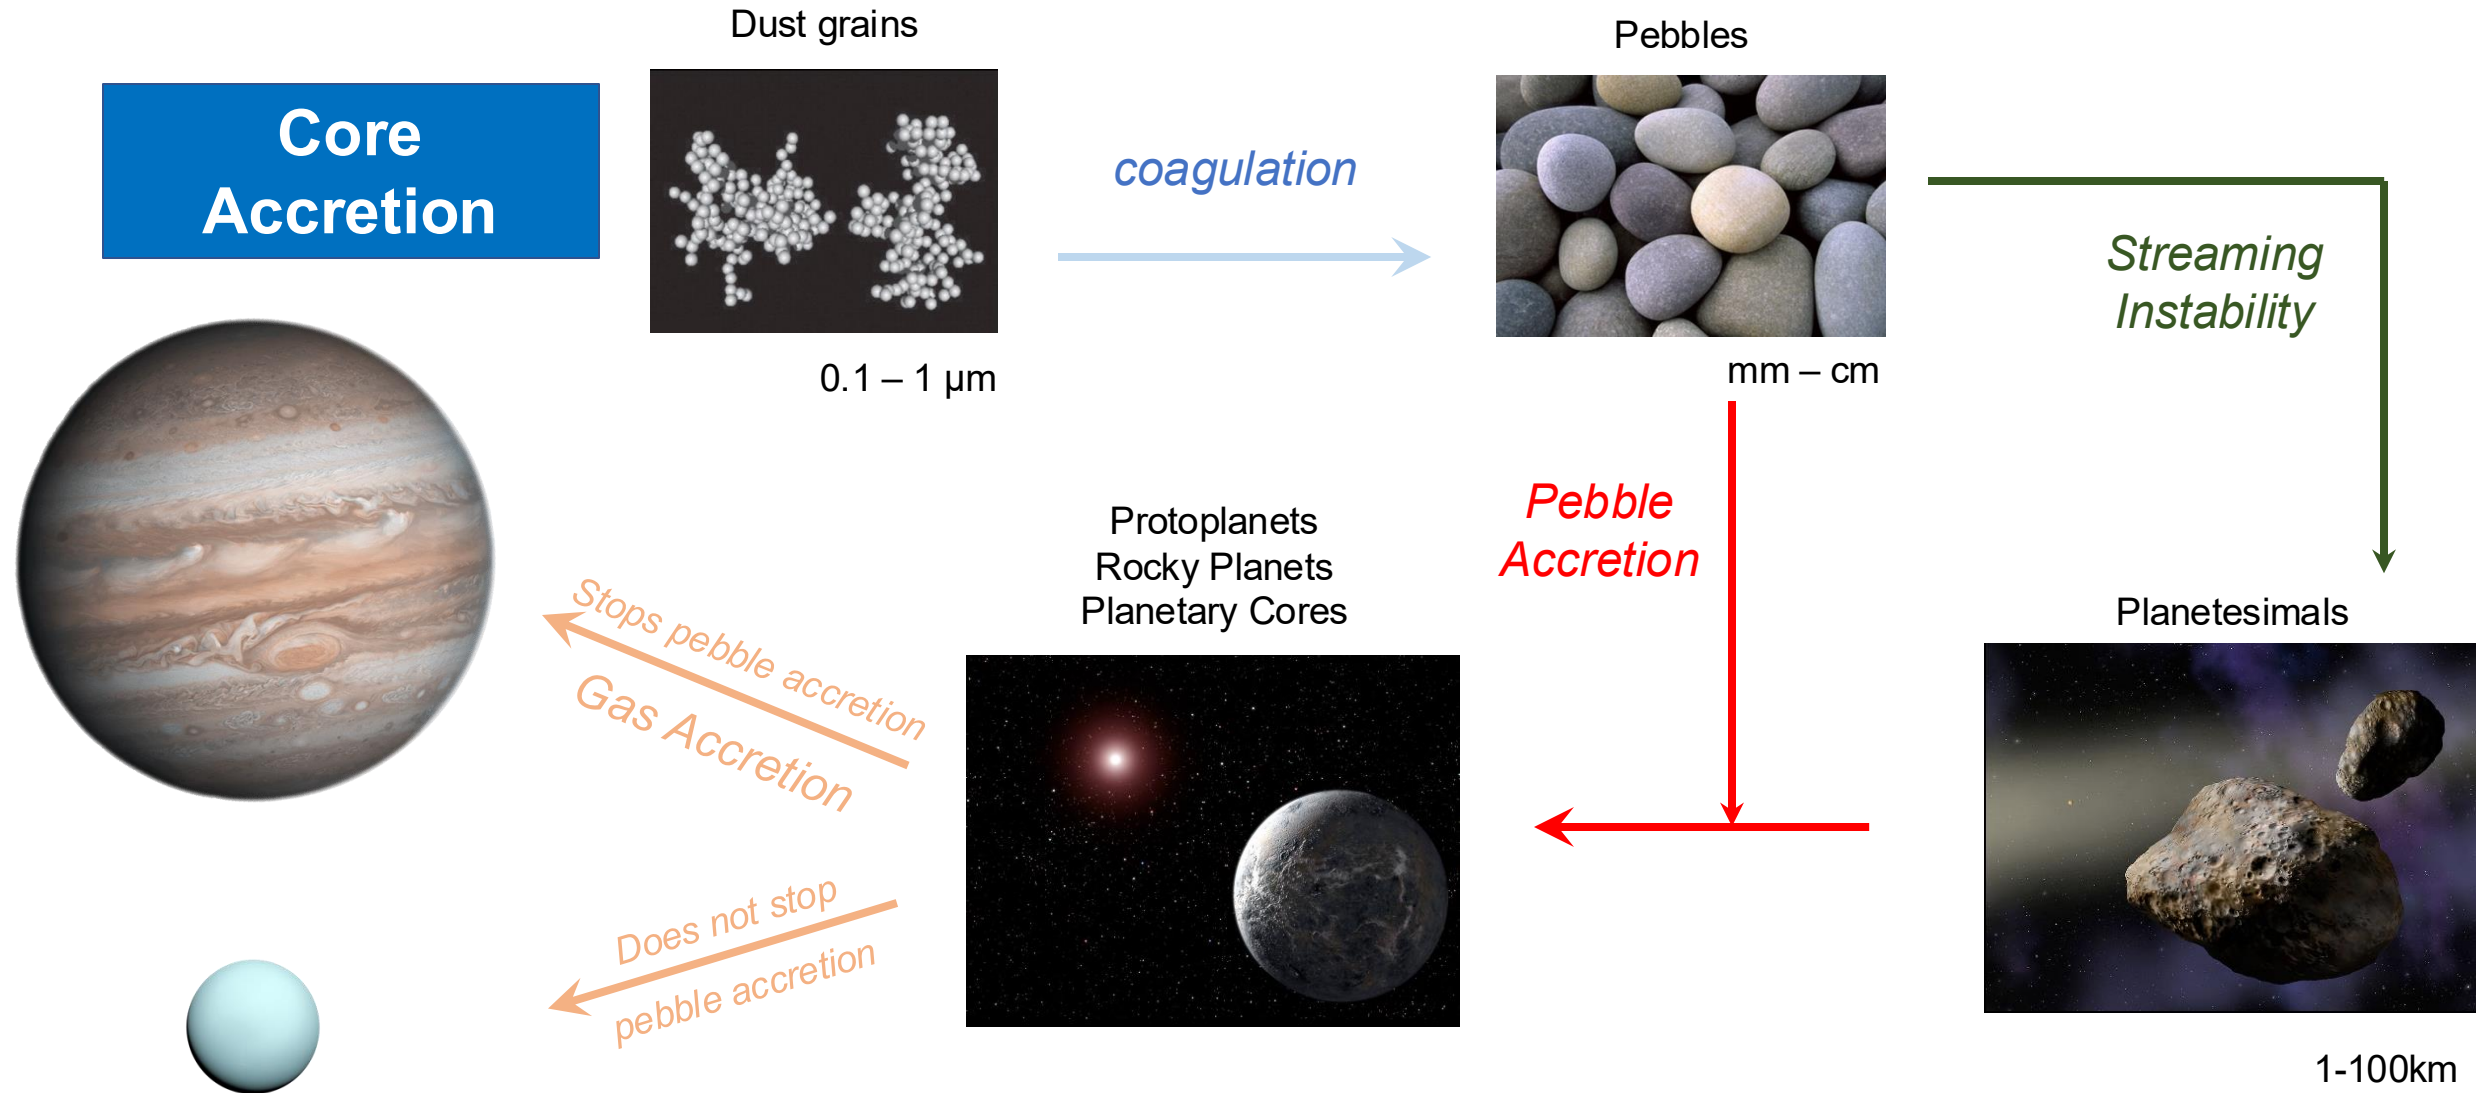 Dust grains
Pebbles
Core
Accretion
coagulation
Streaming
Instability
0.1 – 1 µm
mm – cm
Pebble
Accretion
Protoplanets
Rocky Planets
Planetary Cores
Stops pebble accretion
Gas Accretion
Planetesimals
Does not stop
pebble accretion
1-100km